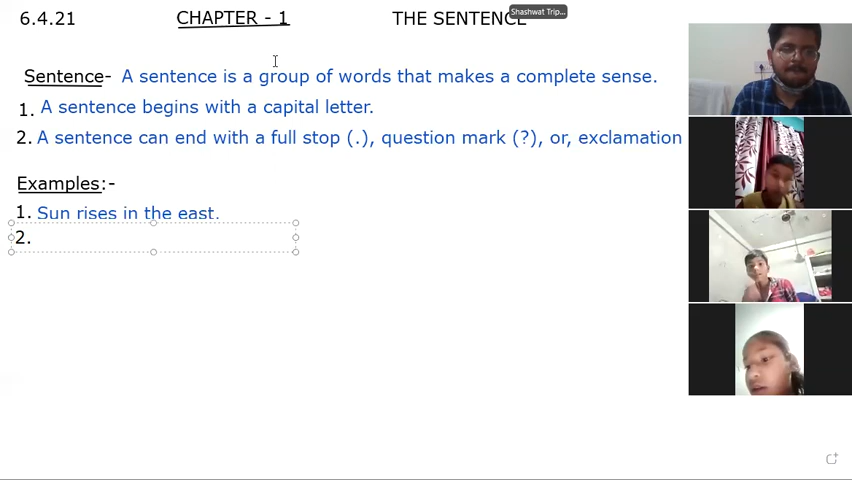 6.4.21 CHAPTER - 1 THE SENTENCE
Shashwat Trip...
Sentence- A sentence is a group of words that makes a complete sense.
1. A sentence begins with a capital letter.
2. A sentence can end with a full stop (.), question mark (?), or, exclamation
Examples:-
1. Sun rises in the east.
2.